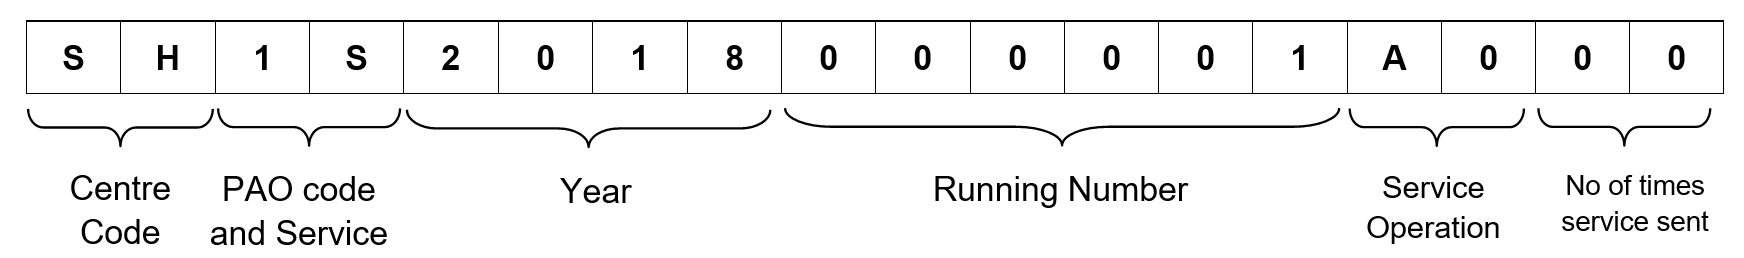 S H 1 S 2 0 1 8 0 0 0 0 0 1 A 0 0 0
Centre
Code
PAO code
and Service
Year
Running Number
Service
Operation
No of times
service sent